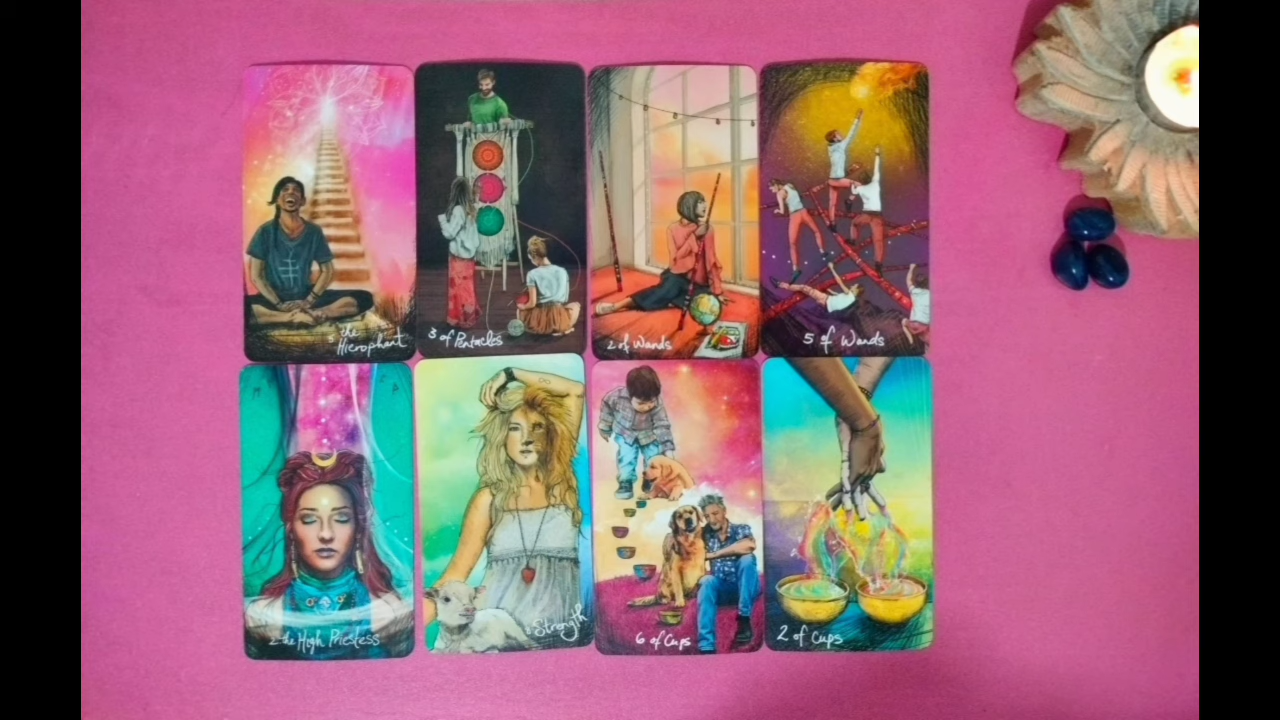 5 the
Hierophant
3 of Pentacles
2 of Wands
5 of Wands
2 the High Priestess
8 Strength
6 of Cups
2 of Cups